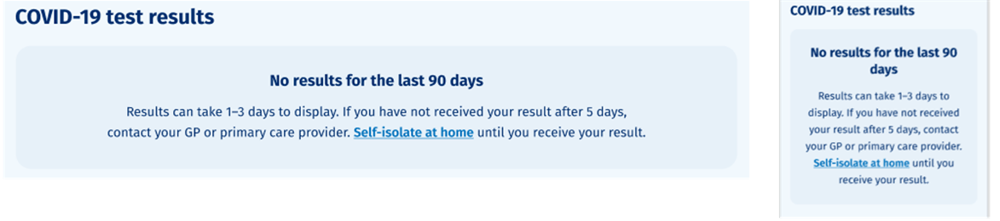 COVID-19 test results
No results for the last 90 days
Results can take 1–3 days to display. If you have not received your result after 5 days,
contact your GP or primary care provider. Self-isolate at home until you receive your result.
COVID-19 test results
No results for the last 90
days
Results can take 1–3 days to
display. If you have not received
your result after 5 days, contact
your GP or primary care provider.
Self-isolate at home until you
receive your result.